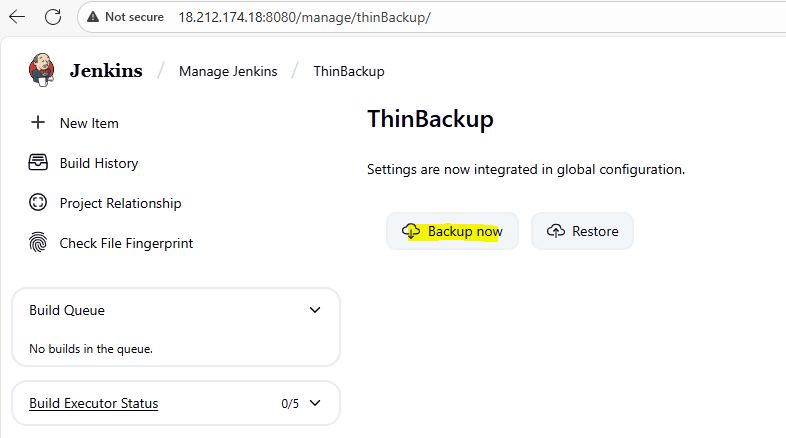 Not secure 18.212.174.18:8080/manage/thinBackup/
Jenkins / Manage Jenkins / ThinBackup
New Item
Build History
Project Relationship
Check File Fingerprint
Build Queue
No builds in the queue.
Build Executor Status 0/5
ThinBackup
Settings are now integrated in global configuration.
Backup now Restore